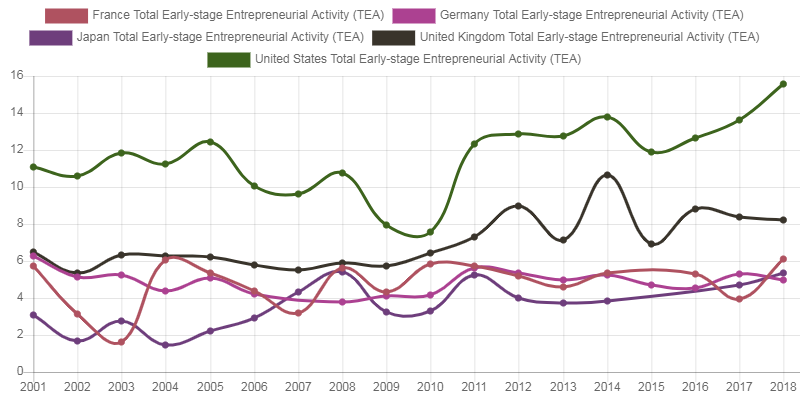 France Total Early-stage Entrepreneurial Activity (TEA) Germany Total Early-stage Entrepreneurial Activity (TEA)
Japan Total Early-stage Entrepreneurial Activity (TEA) United Kingdom Total Early-stage Entrepreneurial Activity (TEA)
United States Total Early-stage Entrepreneurial Activity (TEA)
16
14
12
10
8
6
4
2
0
2001 2002 2003 2004 2005 2006 2007 2008 2009 2010 2011 2012 2013 2014 2015 2016 2017 2018